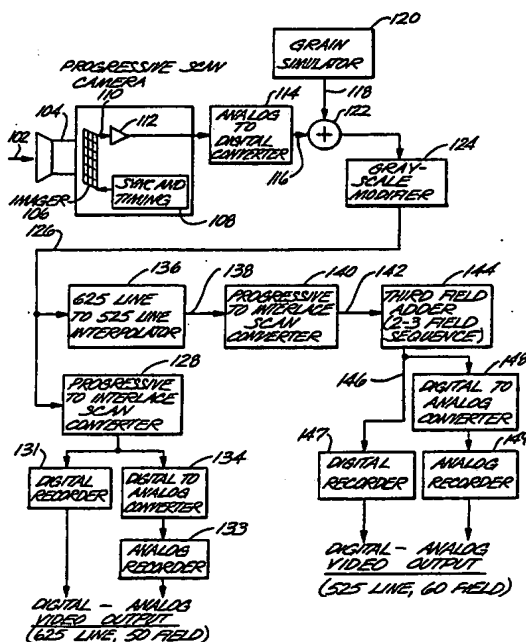 120
GRAIN
SIMULATOR
PROGRESSIVE SCAN
CAMERA
110
104
112
114
118
122
102
ANALOG
TO
DIGITAL
CONVERTER
+
116
124
GRAY-
SCALE
MODIFIER
IMAGER
106
SYNC AND
TIMING
108
126
136
138
140
142
144
625 LINE
TO 525 LINE
INTERPOLATOR
PROGRESSIVE
TO INTERLACE
SCAN
CONVERTER
THIRD FIELD
ADDER
(2-3 FIELD
SEQUENCE)
128
PROGRESSIVE
TO INTERLACE
SCAN
CONVERTER
146
148
DIGITAL TO
ANALOG
CONVERTER
131
134
147
149
DIGITAL
RECORDER
DIGITAL TO
ANALOG
CONVERTER
DIGITAL
RECORDER
ANALOG
RECORDER
133
ANALOG
RECORDER
DIGITAL - ANALOG
VIDEO OUTPUT
(525 LINE, 60 FIELD)
DIGITAL - ANALOG
VIDEO OUTPUT
(625 LINE, 50 FIELD)